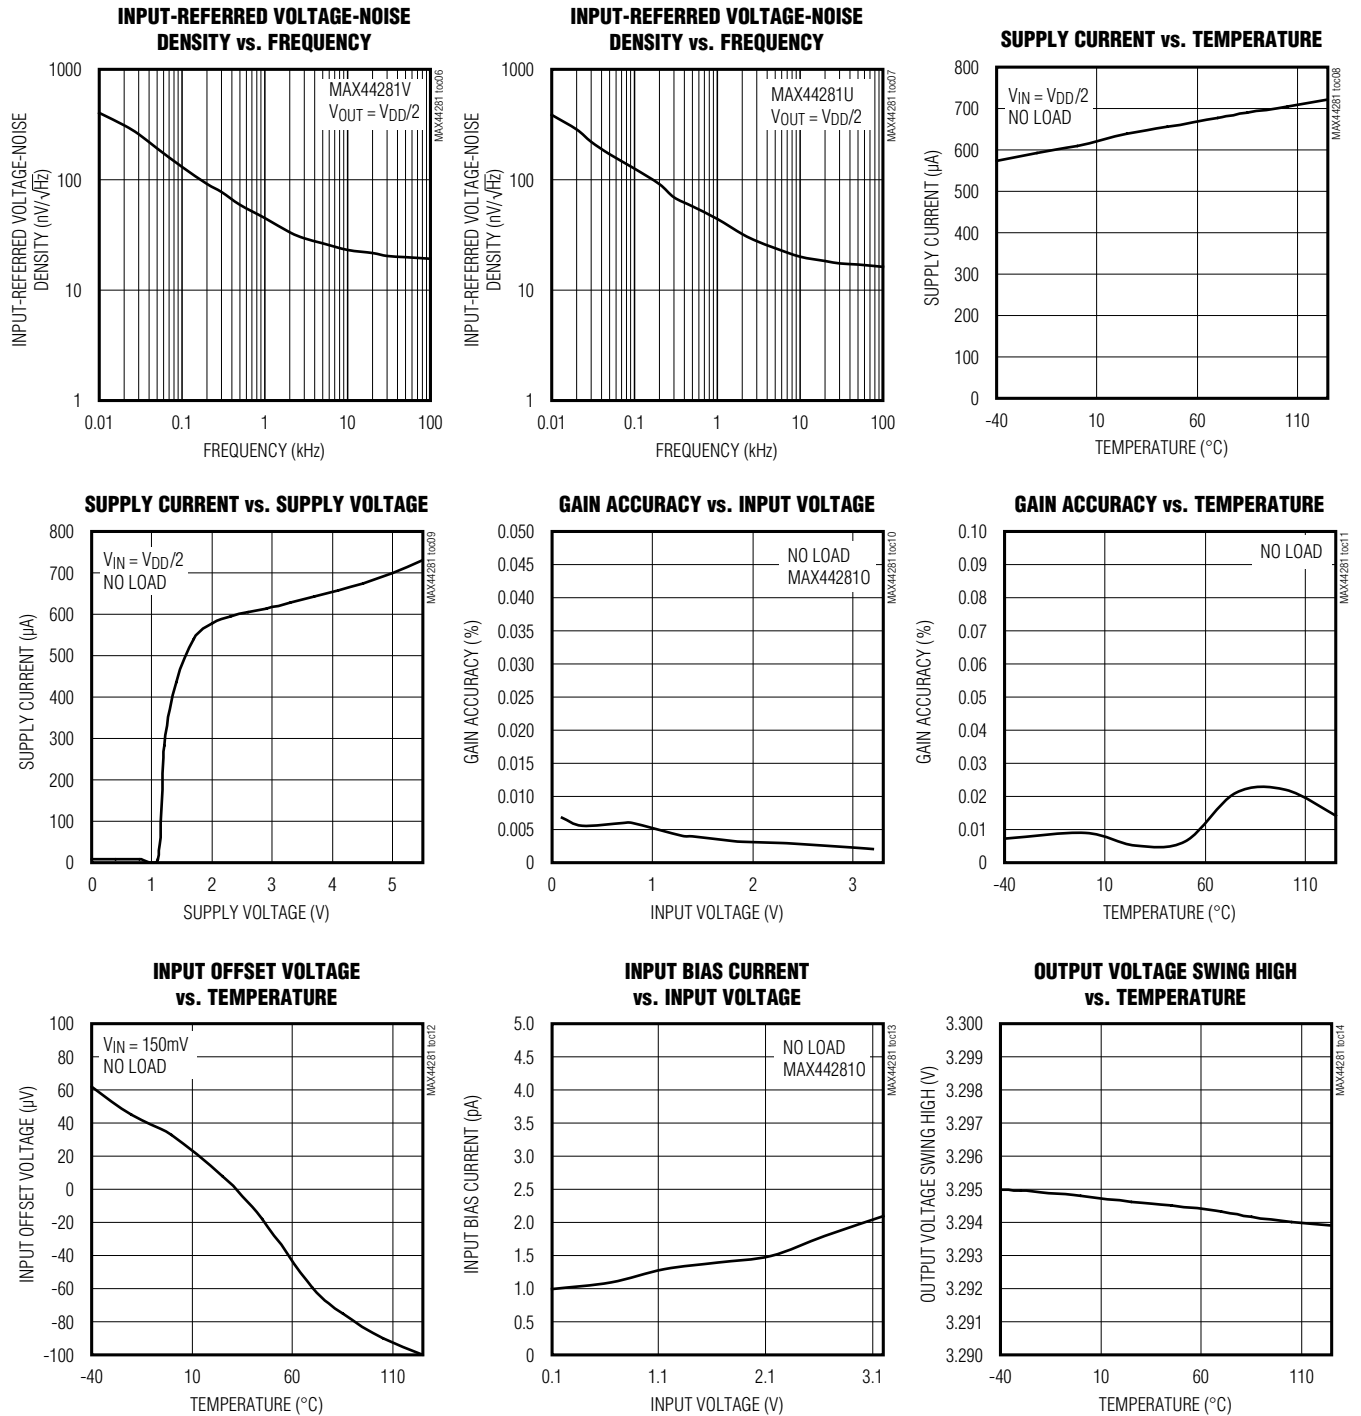 INPUT-REFERRED VOLTAGE-NOISE
DENSITY vs. FREQUENCY
1000
100
10
1
INPUT-REFERRED VOLTAGE-NOISE
DENSITY (nV/√Hz)
MAX44281V
VOUT = VDD/2
MAX44281 toc06
0.01
0.1
1
10
100
FREQUENCY (kHz)
INPUT-REFERRED VOLTAGE-NOISE
DENSITY vs. FREQUENCY
1000
100
10
1
INPUT-REFERRED VOLTAGE-NOISE
DENSITY (nV/√Hz)
MAX44281U
VOUT = VDD/2
MAX44281 toc07
0.01
0.1
1
10
100
FREQUENCY (kHz)
SUPPLY CURRENT vs. TEMPERATURE
800
700
600
500
400
300
200
100
0
SUPPLY CURRENT (µA)
VIN = VDD/2
NO LOAD
MAX44281 toc08
-40
10
60
110
TEMPERATURE (°C)
SUPPLY CURRENT vs. SUPPLY VOLTAGE
800
700
600
500
400
300
200
100
0
SUPPLY CURRENT (µA)
VIN = VDD/2
NO LOAD
MAX44281 toc09
0
1
2
3
4
5
SUPPLY VOLTAGE (V)
GAIN ACCURACY vs. INPUT VOLTAGE
0.050
0.045
0.040
0.035
0.030
0.025
0.020
0.015
0.010
0.005
0
GAIN ACCURACY (%)
NO LOAD
MAX44281O
MAX44281 toc10
0
1
2
3
INPUT VOLTAGE (V)
GAIN ACCURACY vs. TEMPERATURE
0.10
0.09
0.08
0.07
0.06
0.05
0.04
0.03
0.02
0.01
0
GAIN ACCURACY (%)
NO LOAD
MAX44281 toc11
-40
10
60
110
TEMPERATURE (°C)
INPUT OFFSET VOLTAGE
vs. TEMPERATURE
100
80
60
40
20
0
-20
-40
-60
-80
-100
INPUT OFFSET VOLTAGE (µV)
VIN = 150mV
NO LOAD
MAX44281 toc12
-40
10
60
110
TEMPERATURE (°C)
INPUT BIAS CURRENT
vs. INPUT VOLTAGE
5.0
4.5
4.0
3.5
3.0
2.5
2.0
1.5
1.0
0.5
0
INPUT BIAS CURRENT (pA)
NO LOAD
MAX44281O
MAX44281 toc13
0.1
1.1
2.1
3.1
INPUT VOLTAGE (V)
OUTPUT VOLTAGE SWING HIGH
vs. TEMPERATURE
3.300
3.299
3.298
3.297
3.296
3.295
3.294
3.293
3.292
3.291
3.290
OUTPUT VOLTAGE SWING HIGH (V)
MAX44281 toc14
-40
10
60
110
TEMPERATURE (°C)